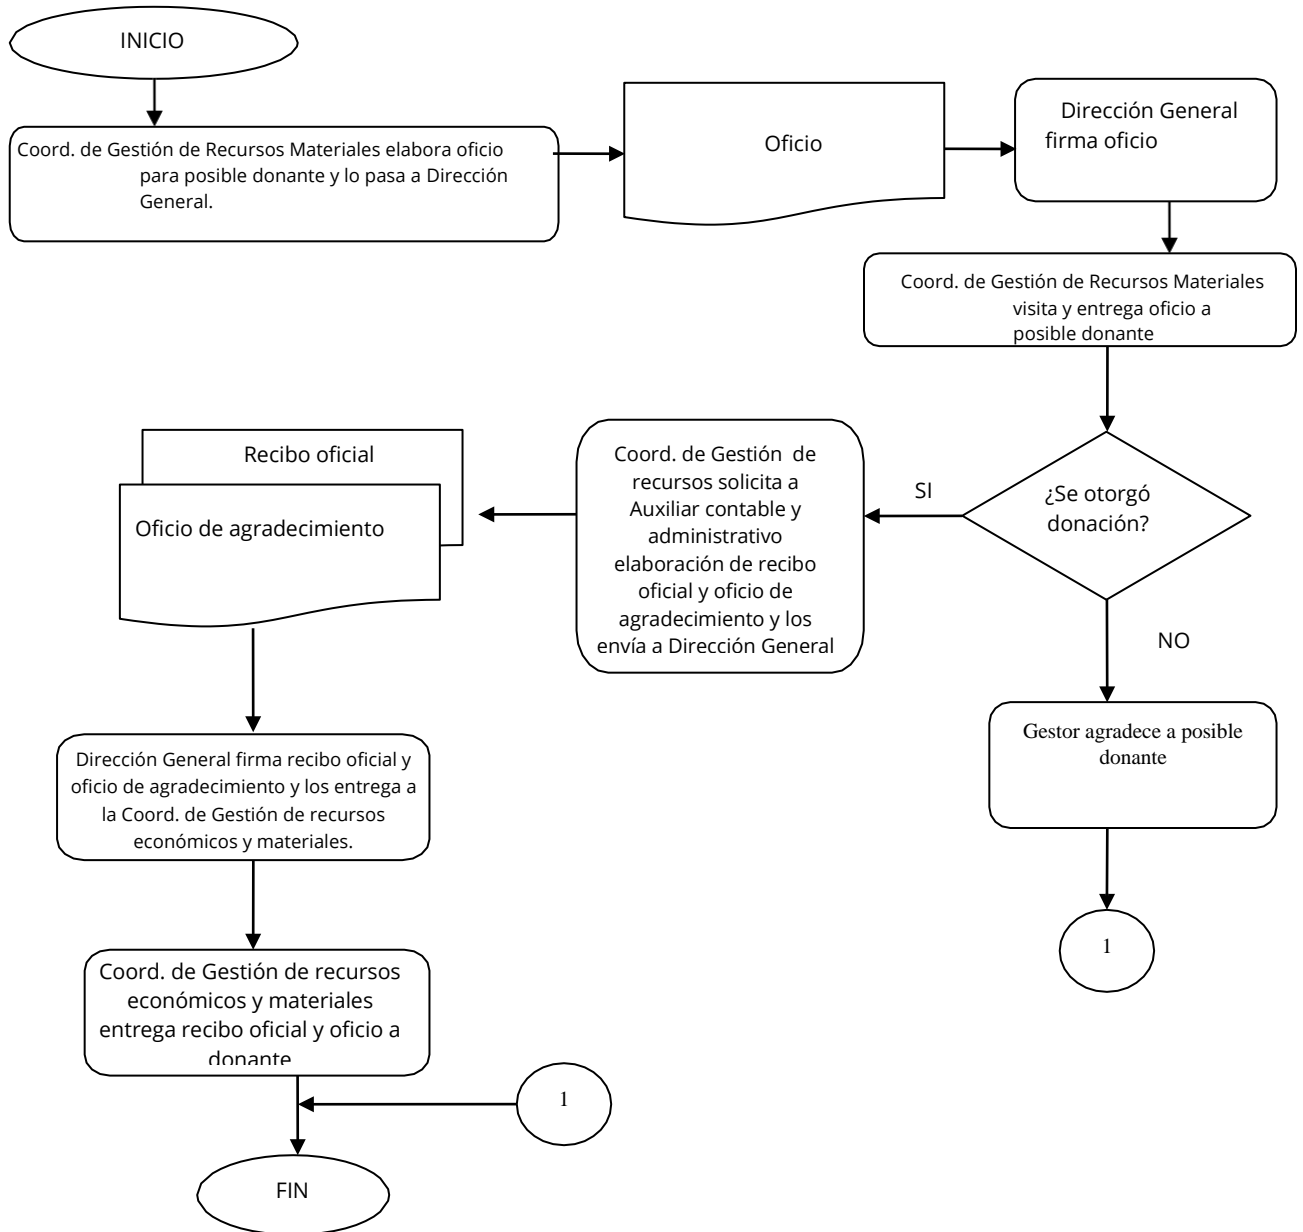 INICIO
Coord. de Gestión de Recursos Materiales elabora oficio
para posible donante y lo pasa a Dirección
General.
Oficio
Dirección General
firma oficio
Coord. de Gestión de Recursos Materiales
visita y entrega oficio a
posible donante
¿Se otorgó
donación?
SI
Coord. de Gestión de
recursos solicita a
Auxiliar contable y
administrativo
elaboración de recibo
oficial y oficio de
agradecimiento y los
envía a Dirección General
Recibo oficial
Oficio de agradecimiento
NO
Gestor agradece a posible
donante
1
Dirección General firma recibo oficial y
oficio de agradecimiento y los entrega a
la Coord. de Gestión de recursos
económicos y materiales.
Coord. de Gestión de recursos
económicos y materiales
entrega recibo oficial y oficio a
donante
1
FIN